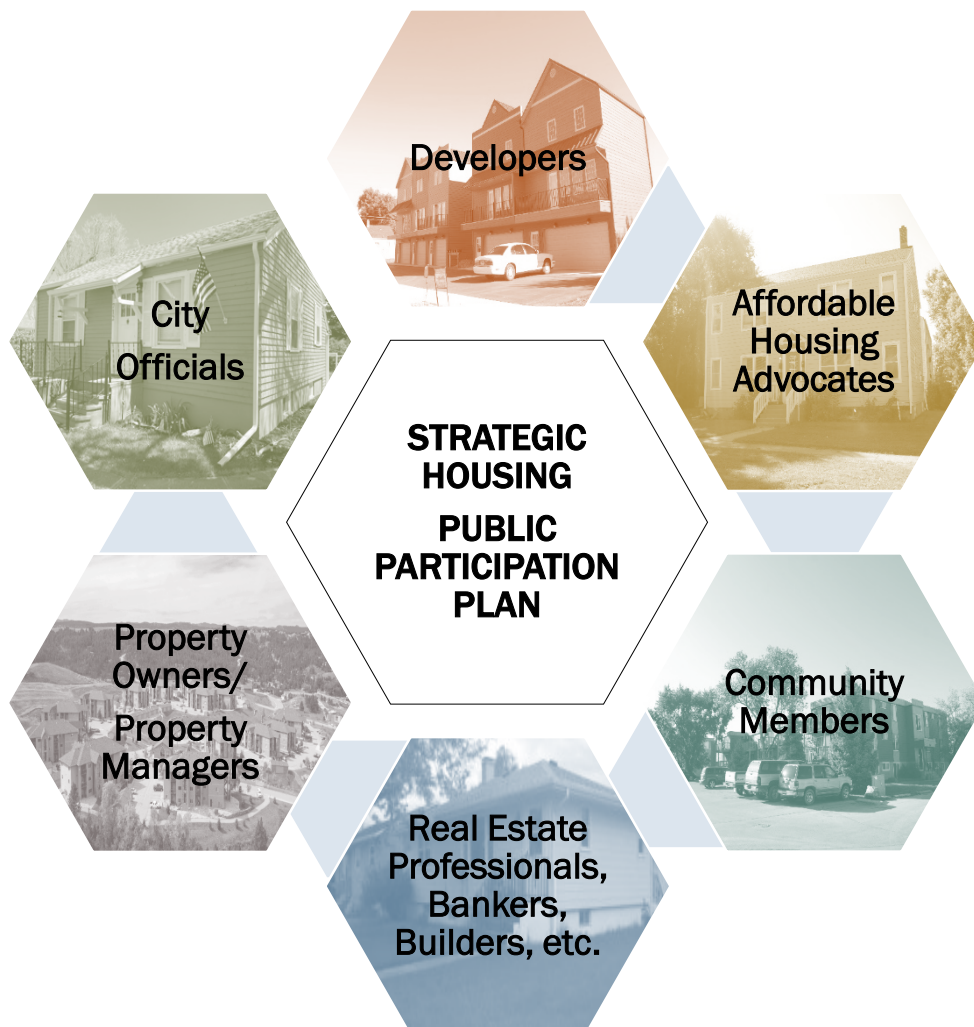 Developers
City
Officials
Affordable
Housing
Advocates
STRATEGIC
HOUSING
PUBLIC
PARTICIPATION
PLAN
Property
Owners/
Property
Managers
Community
Members
Real Estate
Professionals,
Bankers,
Builders, etc.